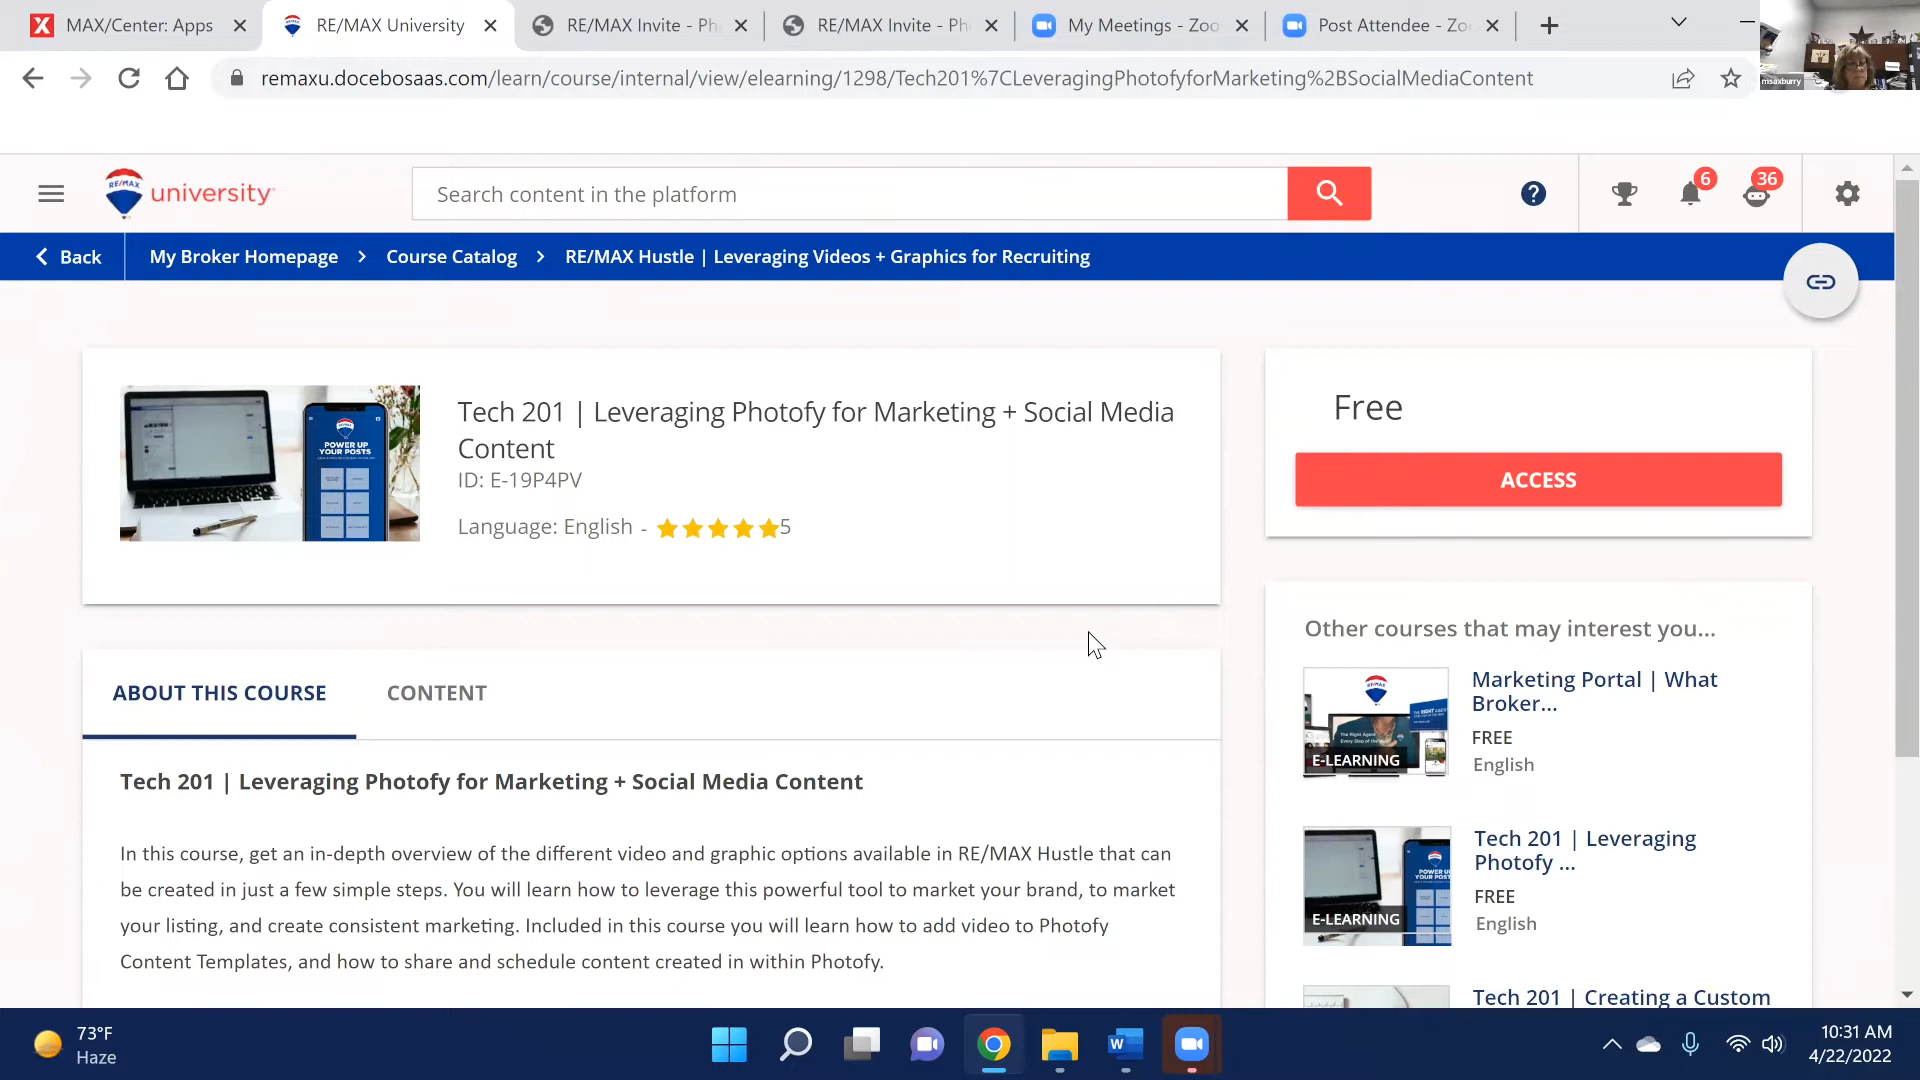 MAX/Center: Apps
RE/MAX University
RE/MAX Invite - Ph
RE/MAX Invite - Ph
My Meetings - Zoo
Post Attendee - Zo
remaxu.docebosaas.com/learn/course/internal/view/elearning/1298/Tech201%7CLeveragingPhotofyforMarketing%2BSocialMediaContent
msaxburry
RE/MAX university
Search content in the platform
6
36
Back
My Broker Homepage > Course Catalog > RE/MAX Hustle | Leveraging Videos + Graphics for Recruiting
POWER UP
YOUR POSTS
Tech 201 | Leveraging Photofy for Marketing + Social Media
Content
ID: E-19P4PV
Language: English - 5
Free
ACCESS
ABOUT THIS COURSE
CONTENT
Tech 201 | Leveraging Photofy for Marketing + Social Media Content
In this course, get an in-depth overview of the different video and graphic options available in RE/MAX Hustle that can
be created in just a few simple steps. You will learn how to leverage this powerful tool to market your brand, to market
your listing, and create consistent marketing. Included in this course you will learn how to add video to Photofy
Content Templates, and how to share and schedule content created in within Photofy.
Other courses that may interest you...
E-LEARNING
Marketing Portal | What
Broker...
FREE
English
E-LEARNING
Tech 201 | Leveraging
Photofy ...
FREE
English
Tech 201 | Creating a Custom
73°F
Haze
10:31 AM
4/22/2022